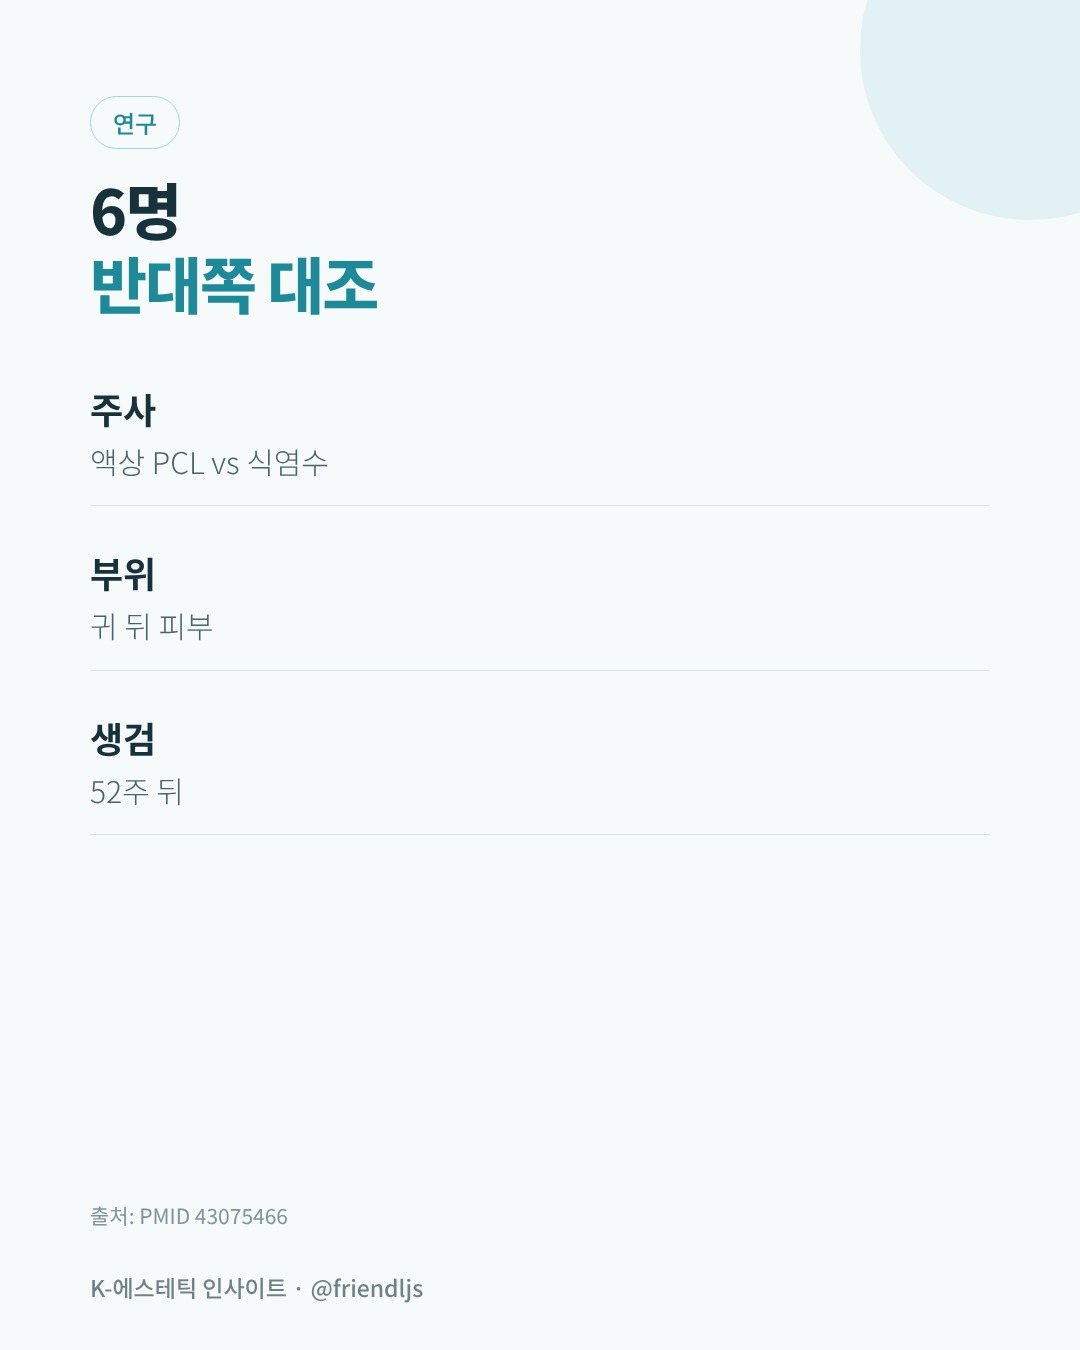 연구
6명
반대쪽 대조
주사
액상 PCL vs 식염수
부위
귀 뒤 피부
생검
52주 뒤
출처: PMID 43075466
K-에스테틱 인사이트 · @friendljs